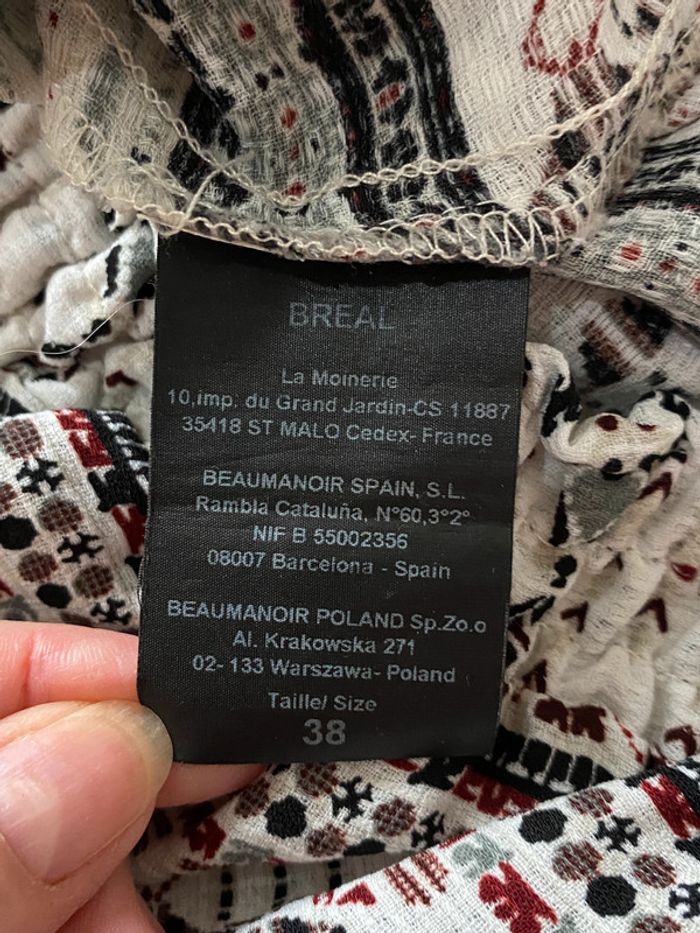 BREAL
La Moinerie
10,imp. du Grand Jardin-CS 11887
35418 ST MALO Cedex- France
BEAUMANOIR SPAIN, S.L.
Rambla Cataluña, N°60,3°2°
NIF B 55002356
08007 Barcelona - Spain
BEAUMANOIR POLAND Sp.Zo.o
Al. Krakowska 271
02- 133 Warszawa- Poland
Taille/ Size
38